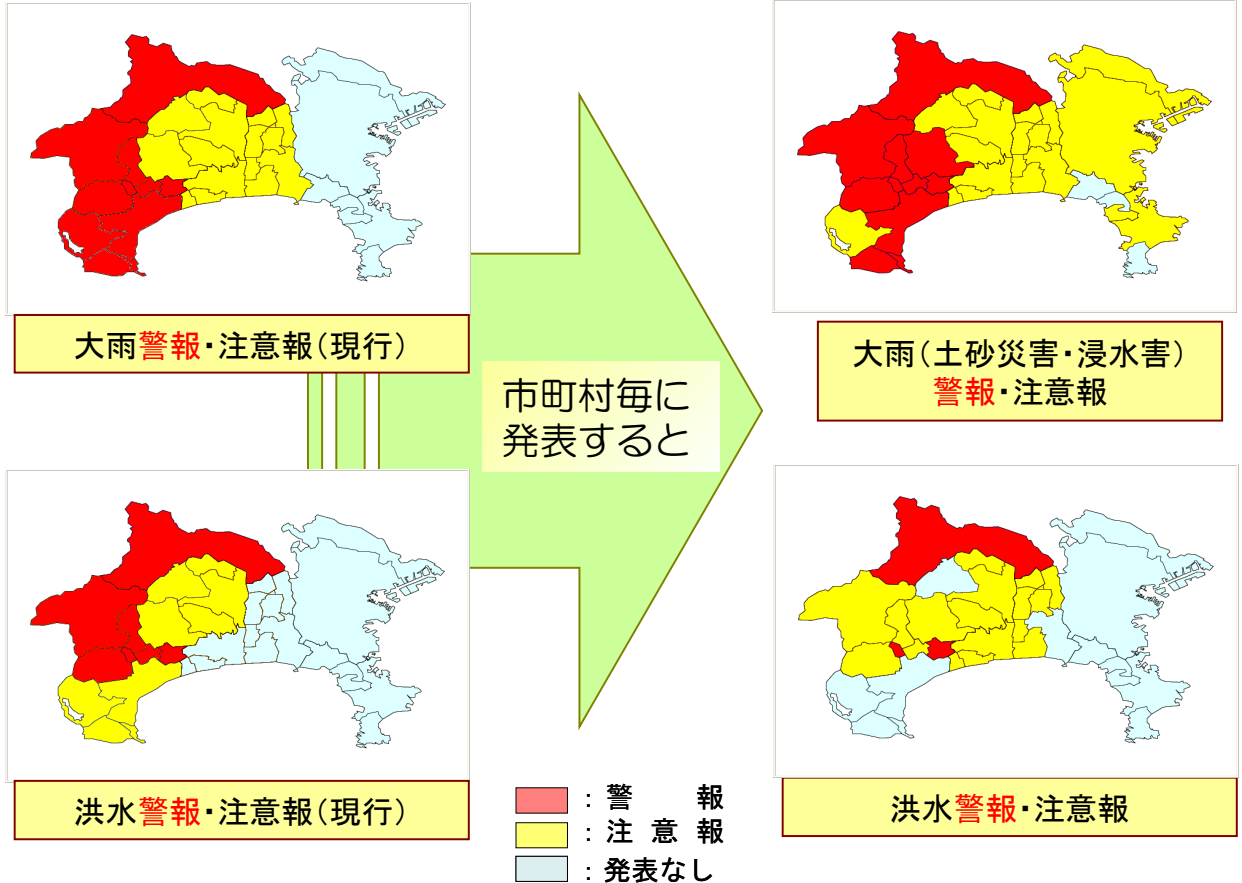 大雨警報・注意報(現行)
市町村毎に
発表すると
大雨(土砂災害・浸水害)
警報・注意報
洪水警報・注意報(現行)
洪水警報・注意報
:警 報
:注 意 報
:発表なし